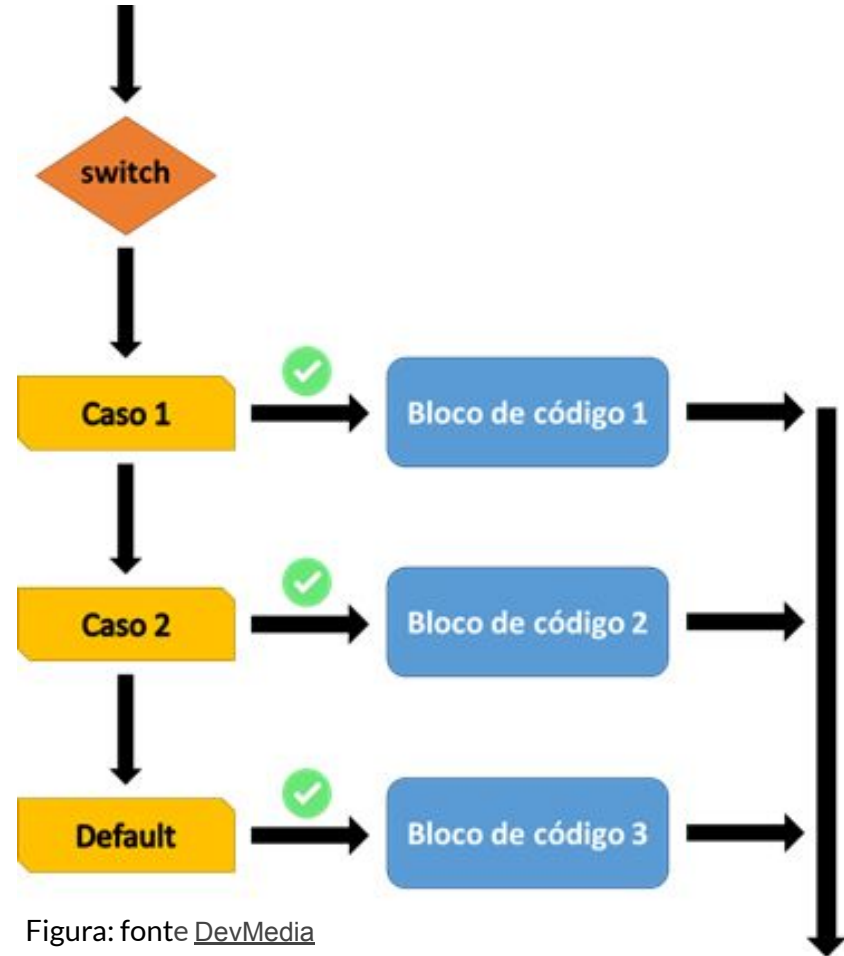 switch
Caso 1
Bloco de código 1
Caso 2
Bloco de código 2
Default
Bloco de código 3
Figura: fonte DevMedia